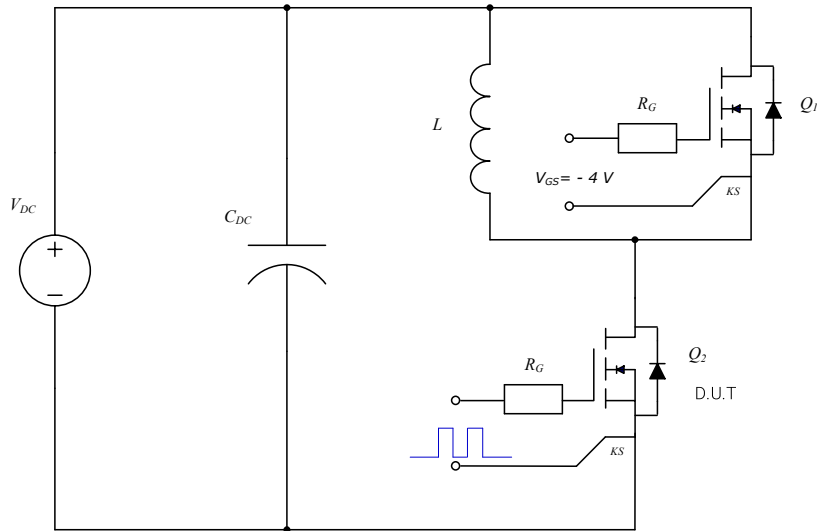 R_G
Q_1
L
V_GS= - 4 V
KS
V_DC
C_DC
+
−
Q_2
R_G
D.U.T
KS